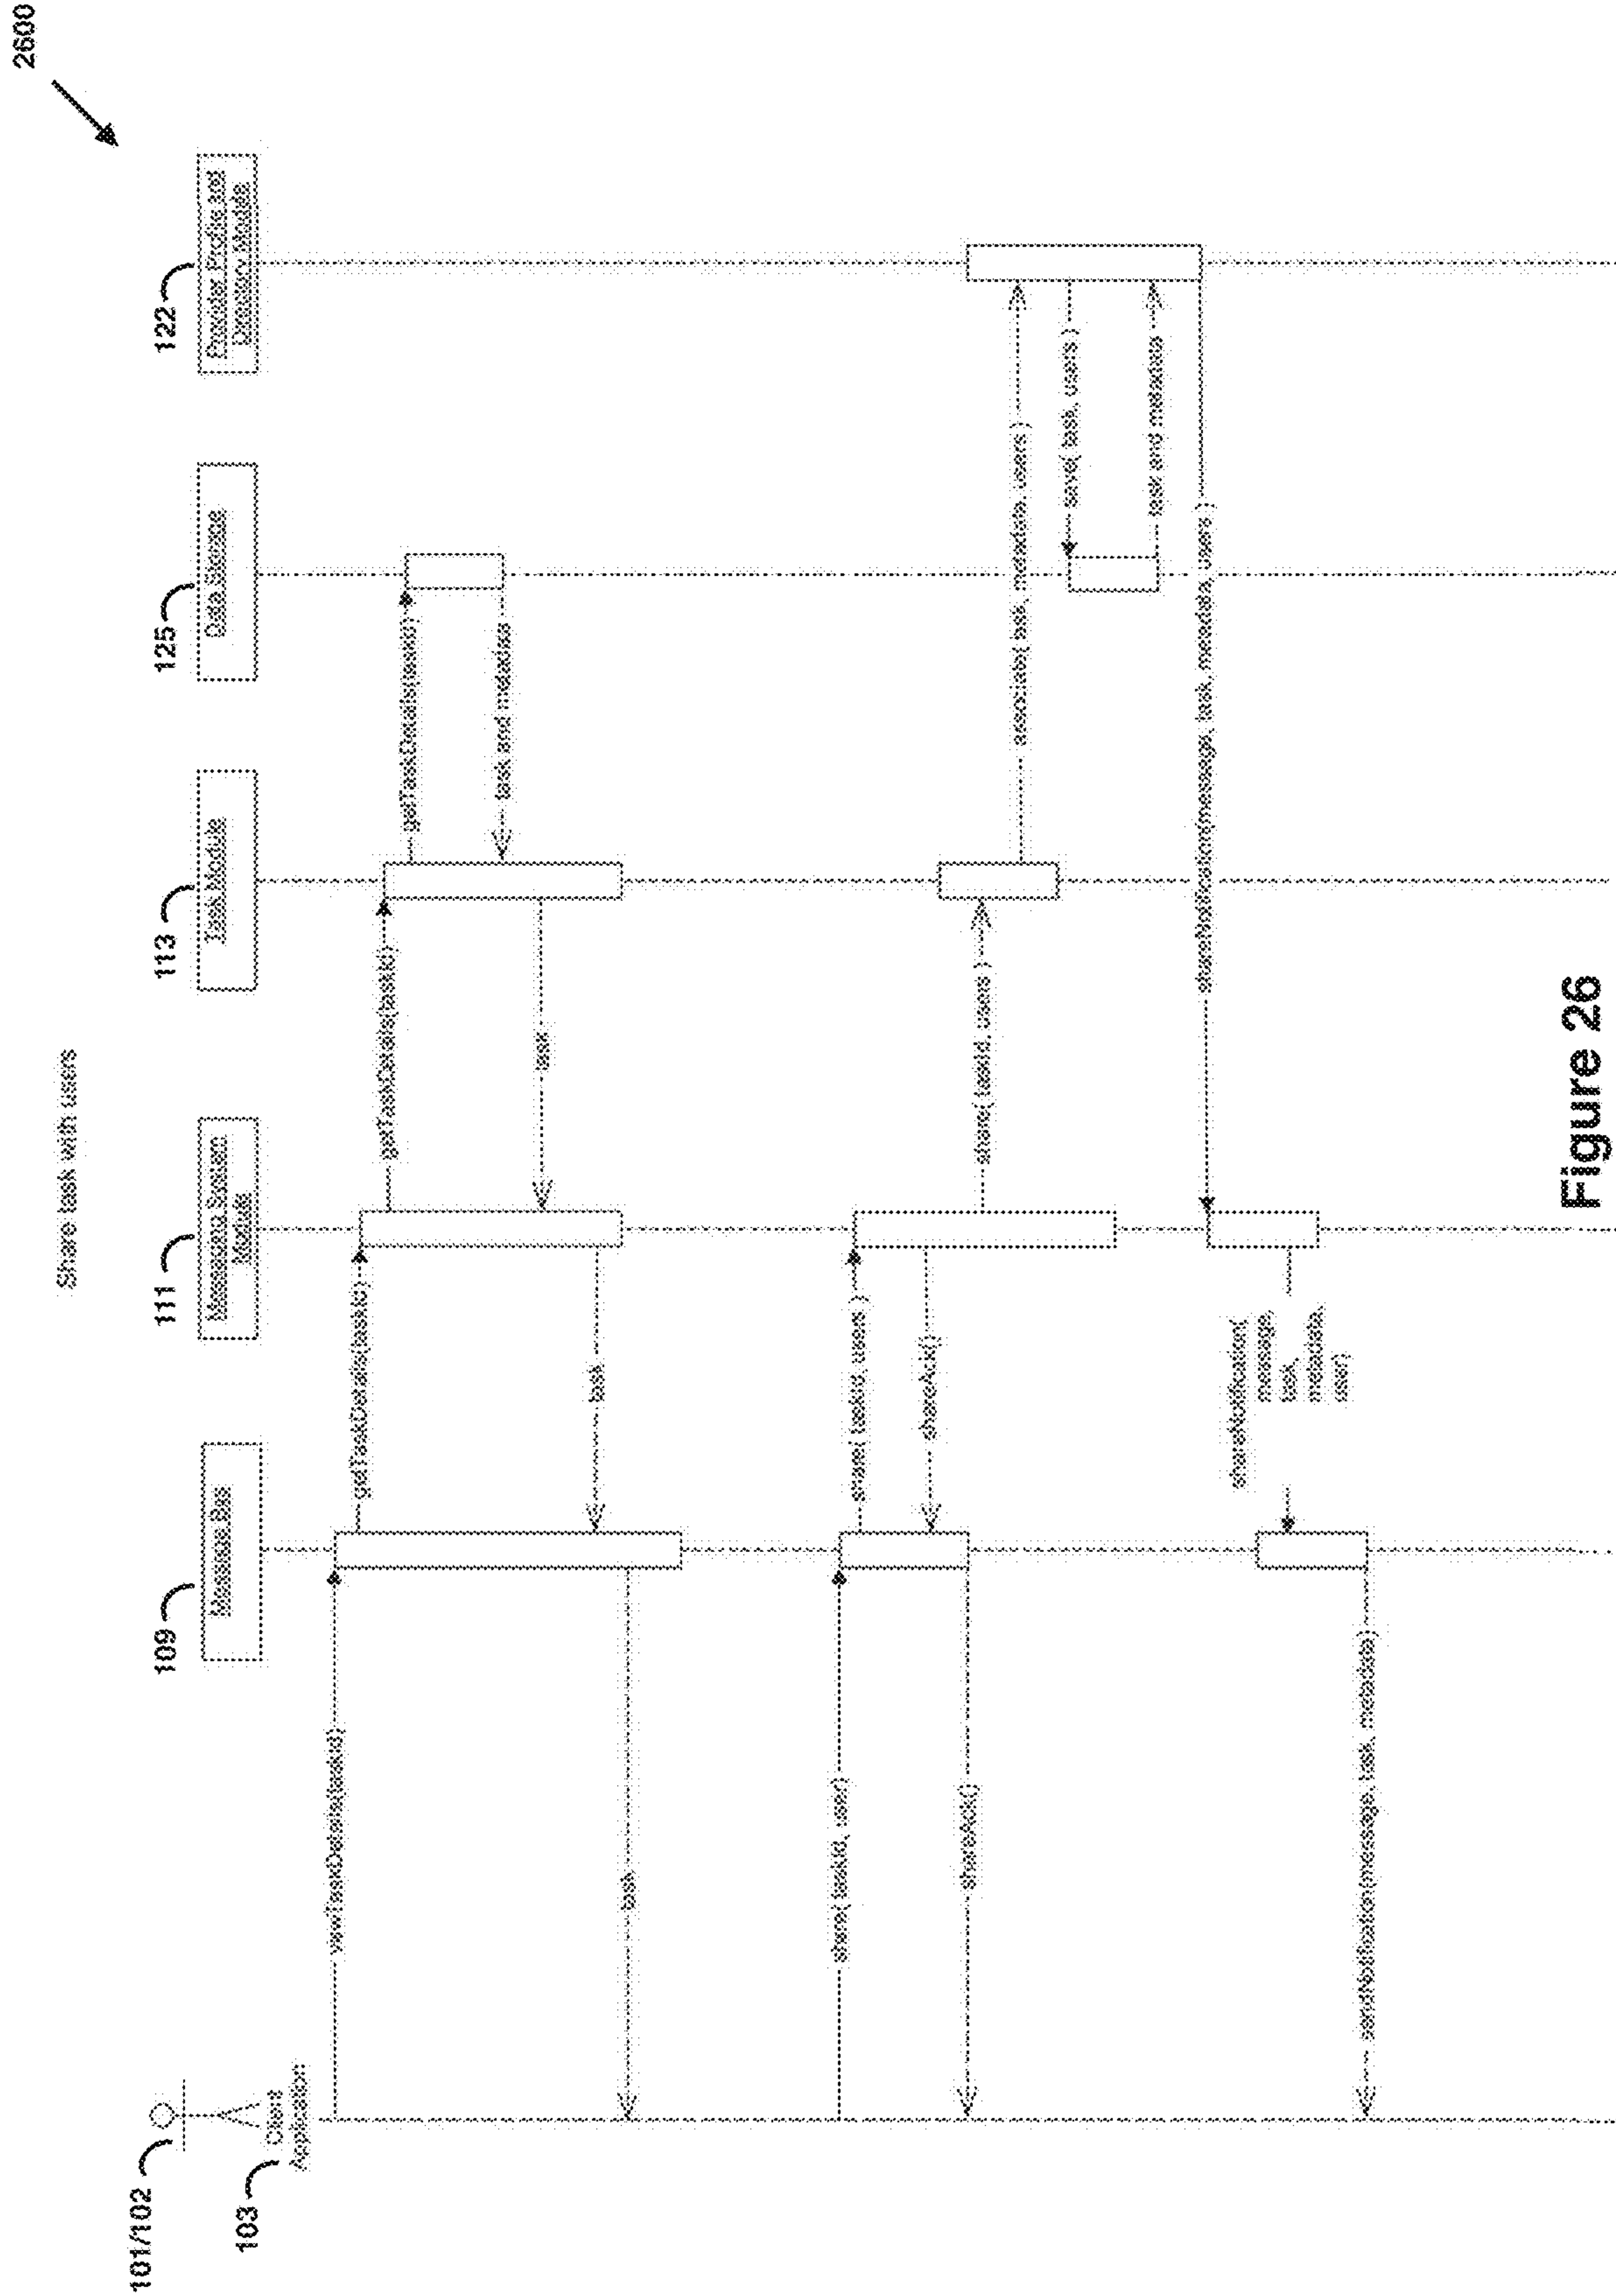 2600
Share task with users
101/102
103
Client
Application
109
Message Bus
111
Messaging System
Module
113
Task Module
125
Data Storage
122
Provider Profile and
Directory Module
viewTaskDetails(taskid)
getTaskDetails(taskid)
getTaskDetails(taskid)
getTaskDetails(taskid)
task and metadata
task
task
task
share( taskid, user)
share( taskid, users )
shareAck()
shareAck()
share( taskid, users )
associate( task, metadata, users )
save( task, users )
task and metadata
shareNotification(message, task, metadata, users )
shareNotification(
message,
task,
metadata,
user)
sendNotification(message, task, metadata)
Figure 26